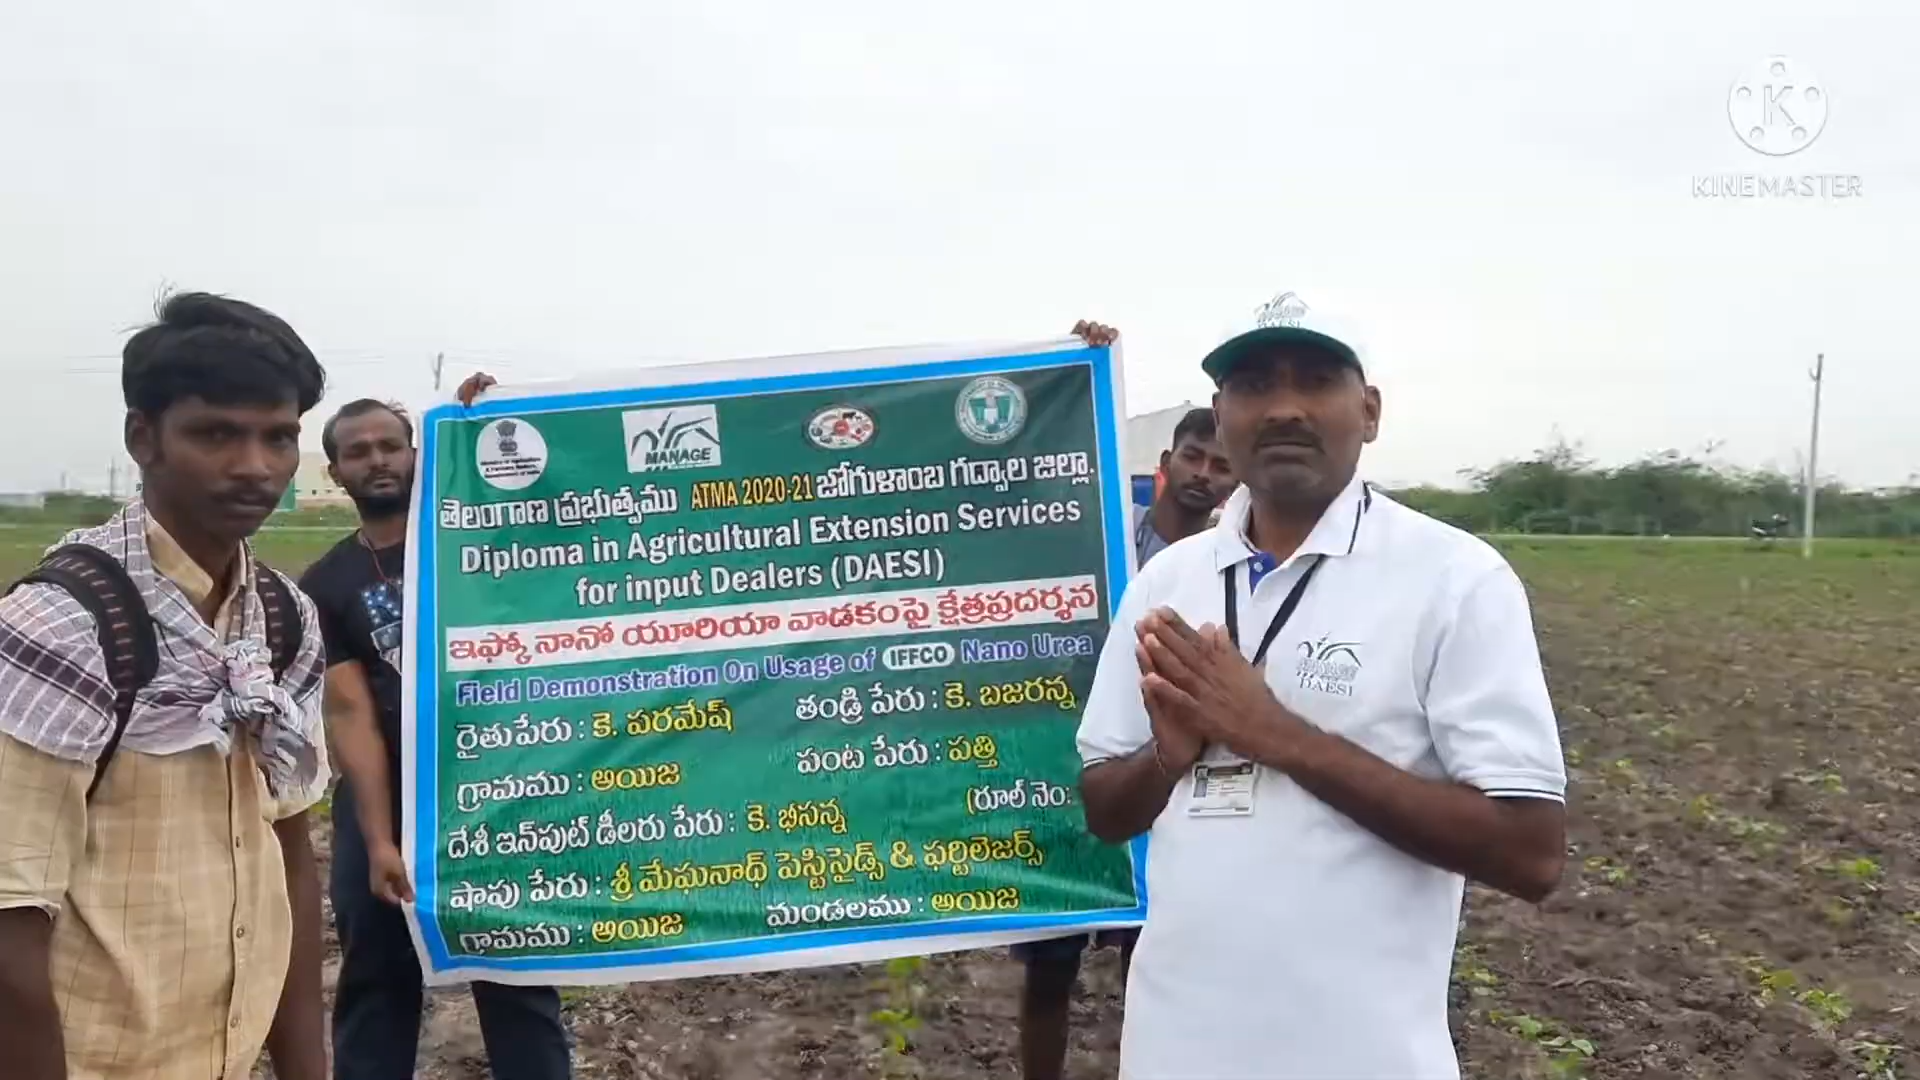 KINEMASTER
MANAGE
తెలంగాణ ప్రభుత్వము ATMA 2020-21 జోగుళాంబ గద్వాల జిల్లా.
Diploma in Agricultural Extension Services
for input Dealers (DAESI)
ఇఫ్కో నానో యూరియా వాడకంపై క్షేత్రప్రదర్శన
Field Demonstration On Usage of IFFCO Nano Urea
రైతుపేరు : కె. పరమేష్ తండ్రి పేరు : కె. బజరన్న
గ్రామము : అయిజ పంట పేరు : పత్తి
దేశీ ఇన్‌పుట్ డీలరు పేరు : కె. భీసన్న (రూల్ నెం:
షాపు పేరు : శ్రీ మేఘనాథ్ పెస్టిసైడ్స్ & ఫర్టిలైజర్స్
గ్రామము : అయిజ మండలము : అయిజ
DAESI
DAESI